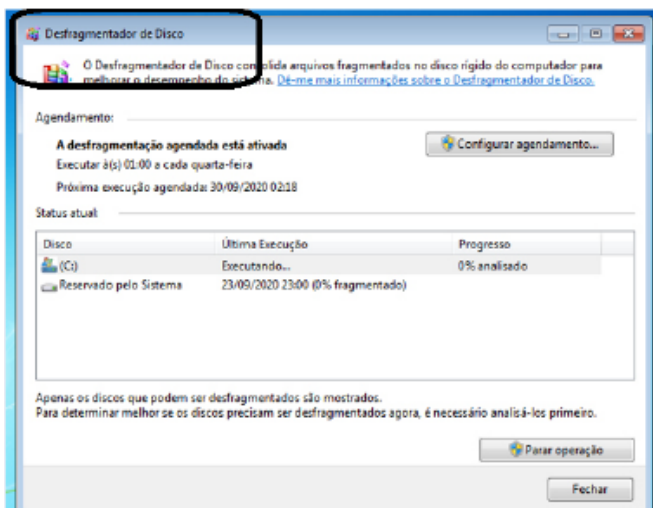 Desfragmentador de Disco
O Desfragmentador de Disco consolida arquivos fragmentados no disco rígido do computador para
melhorar o desempenho do sistema. Dê-me mais informações sobre o Desfragmentador de Disco.
Agendamento:
A desfragmentação agendada está ativada
Configurar agendamento...
Executar à(s) 01:00 a cada quarta-feira
Próxima execução agendada: 30/09/2020 02:18
Status atual:
Disco Última Execução Progresso
(C:) Executando... 0% analisado
Reservado pelo Sistema 23/09/2020 23:00 (0% fragmentado)
Apenas os discos que podem ser desfragmentados são mostrados.
Para determinar melhor se os discos precisam ser desfragmentados agora, é necessário analisá-los primeiro.
Parar operação
Fechar